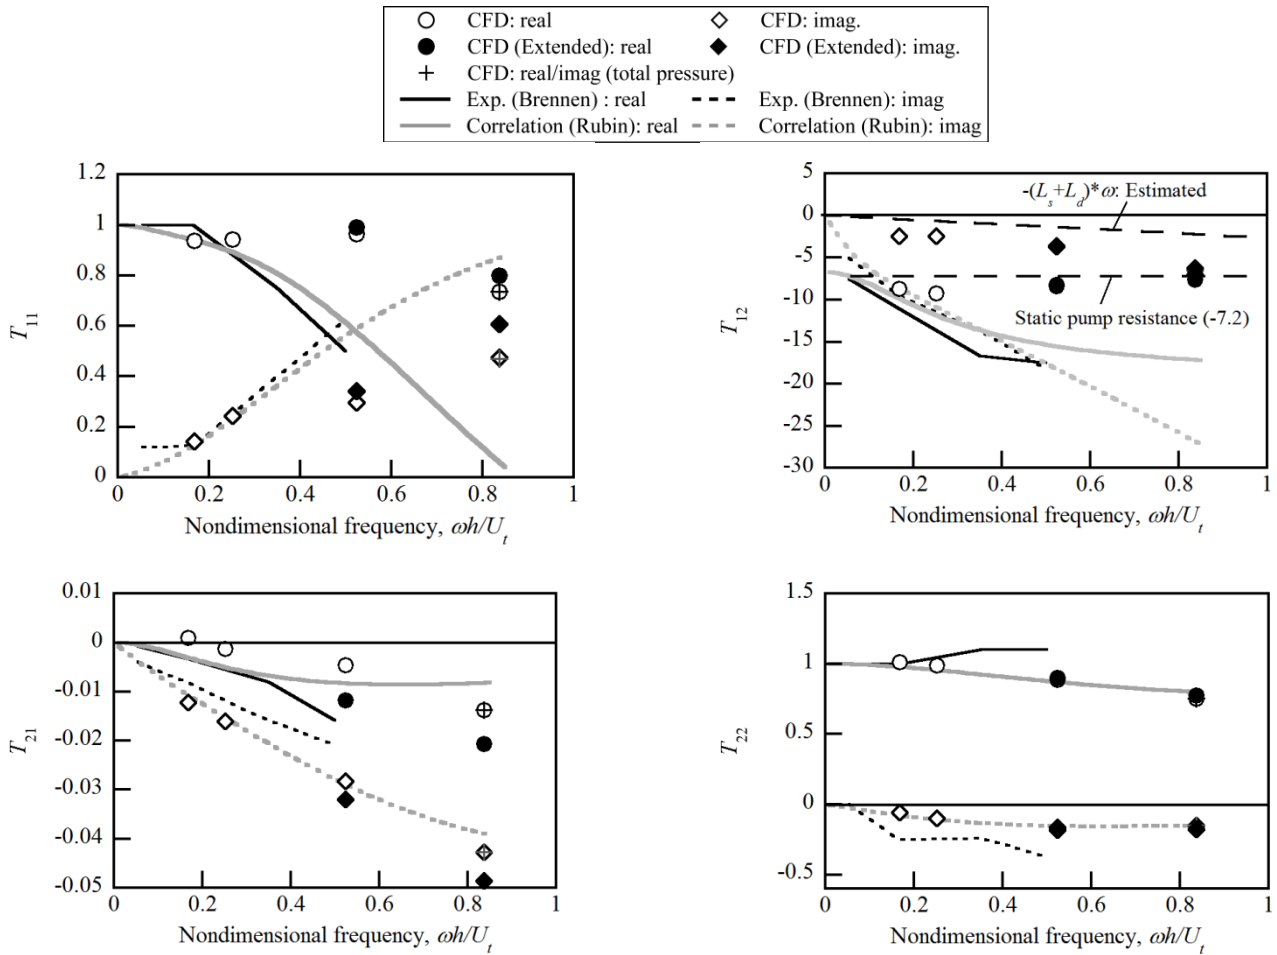 CFD: real
CFD: imag.
CFD (Extended): real
CFD (Extended): imag.
CFD: real/imag (total pressure)
Exp. (Brennen) : real
Exp. (Brennen): imag
Correlation (Rubin): real
Correlation (Rubin): imag
1.2
1
0.8
0.6
0.4
0.2
0
T11
0 0.2 0.4 0.6 0.8 1
Nondimensional frequency, ωh/Ut
5
0
-5
-10
-15
-20
-25
-30
T12
-(Ls+Ld)*ω: Estimated
Static pump resistance (-7.2)
0 0.2 0.4 0.6 0.8 1
Nondimensional frequency, ωh/Ut
0.01
0
-0.01
-0.02
-0.03
-0.04
-0.05
T21
0 0.2 0.4 0.6 0.8 1
Nondimensional frequency, ωh/Ut
1.5
1
0.5
0
-0.5
T22
0 0.2 0.4 0.6 0.8 1
Nondimensional frequency, ωh/Ut